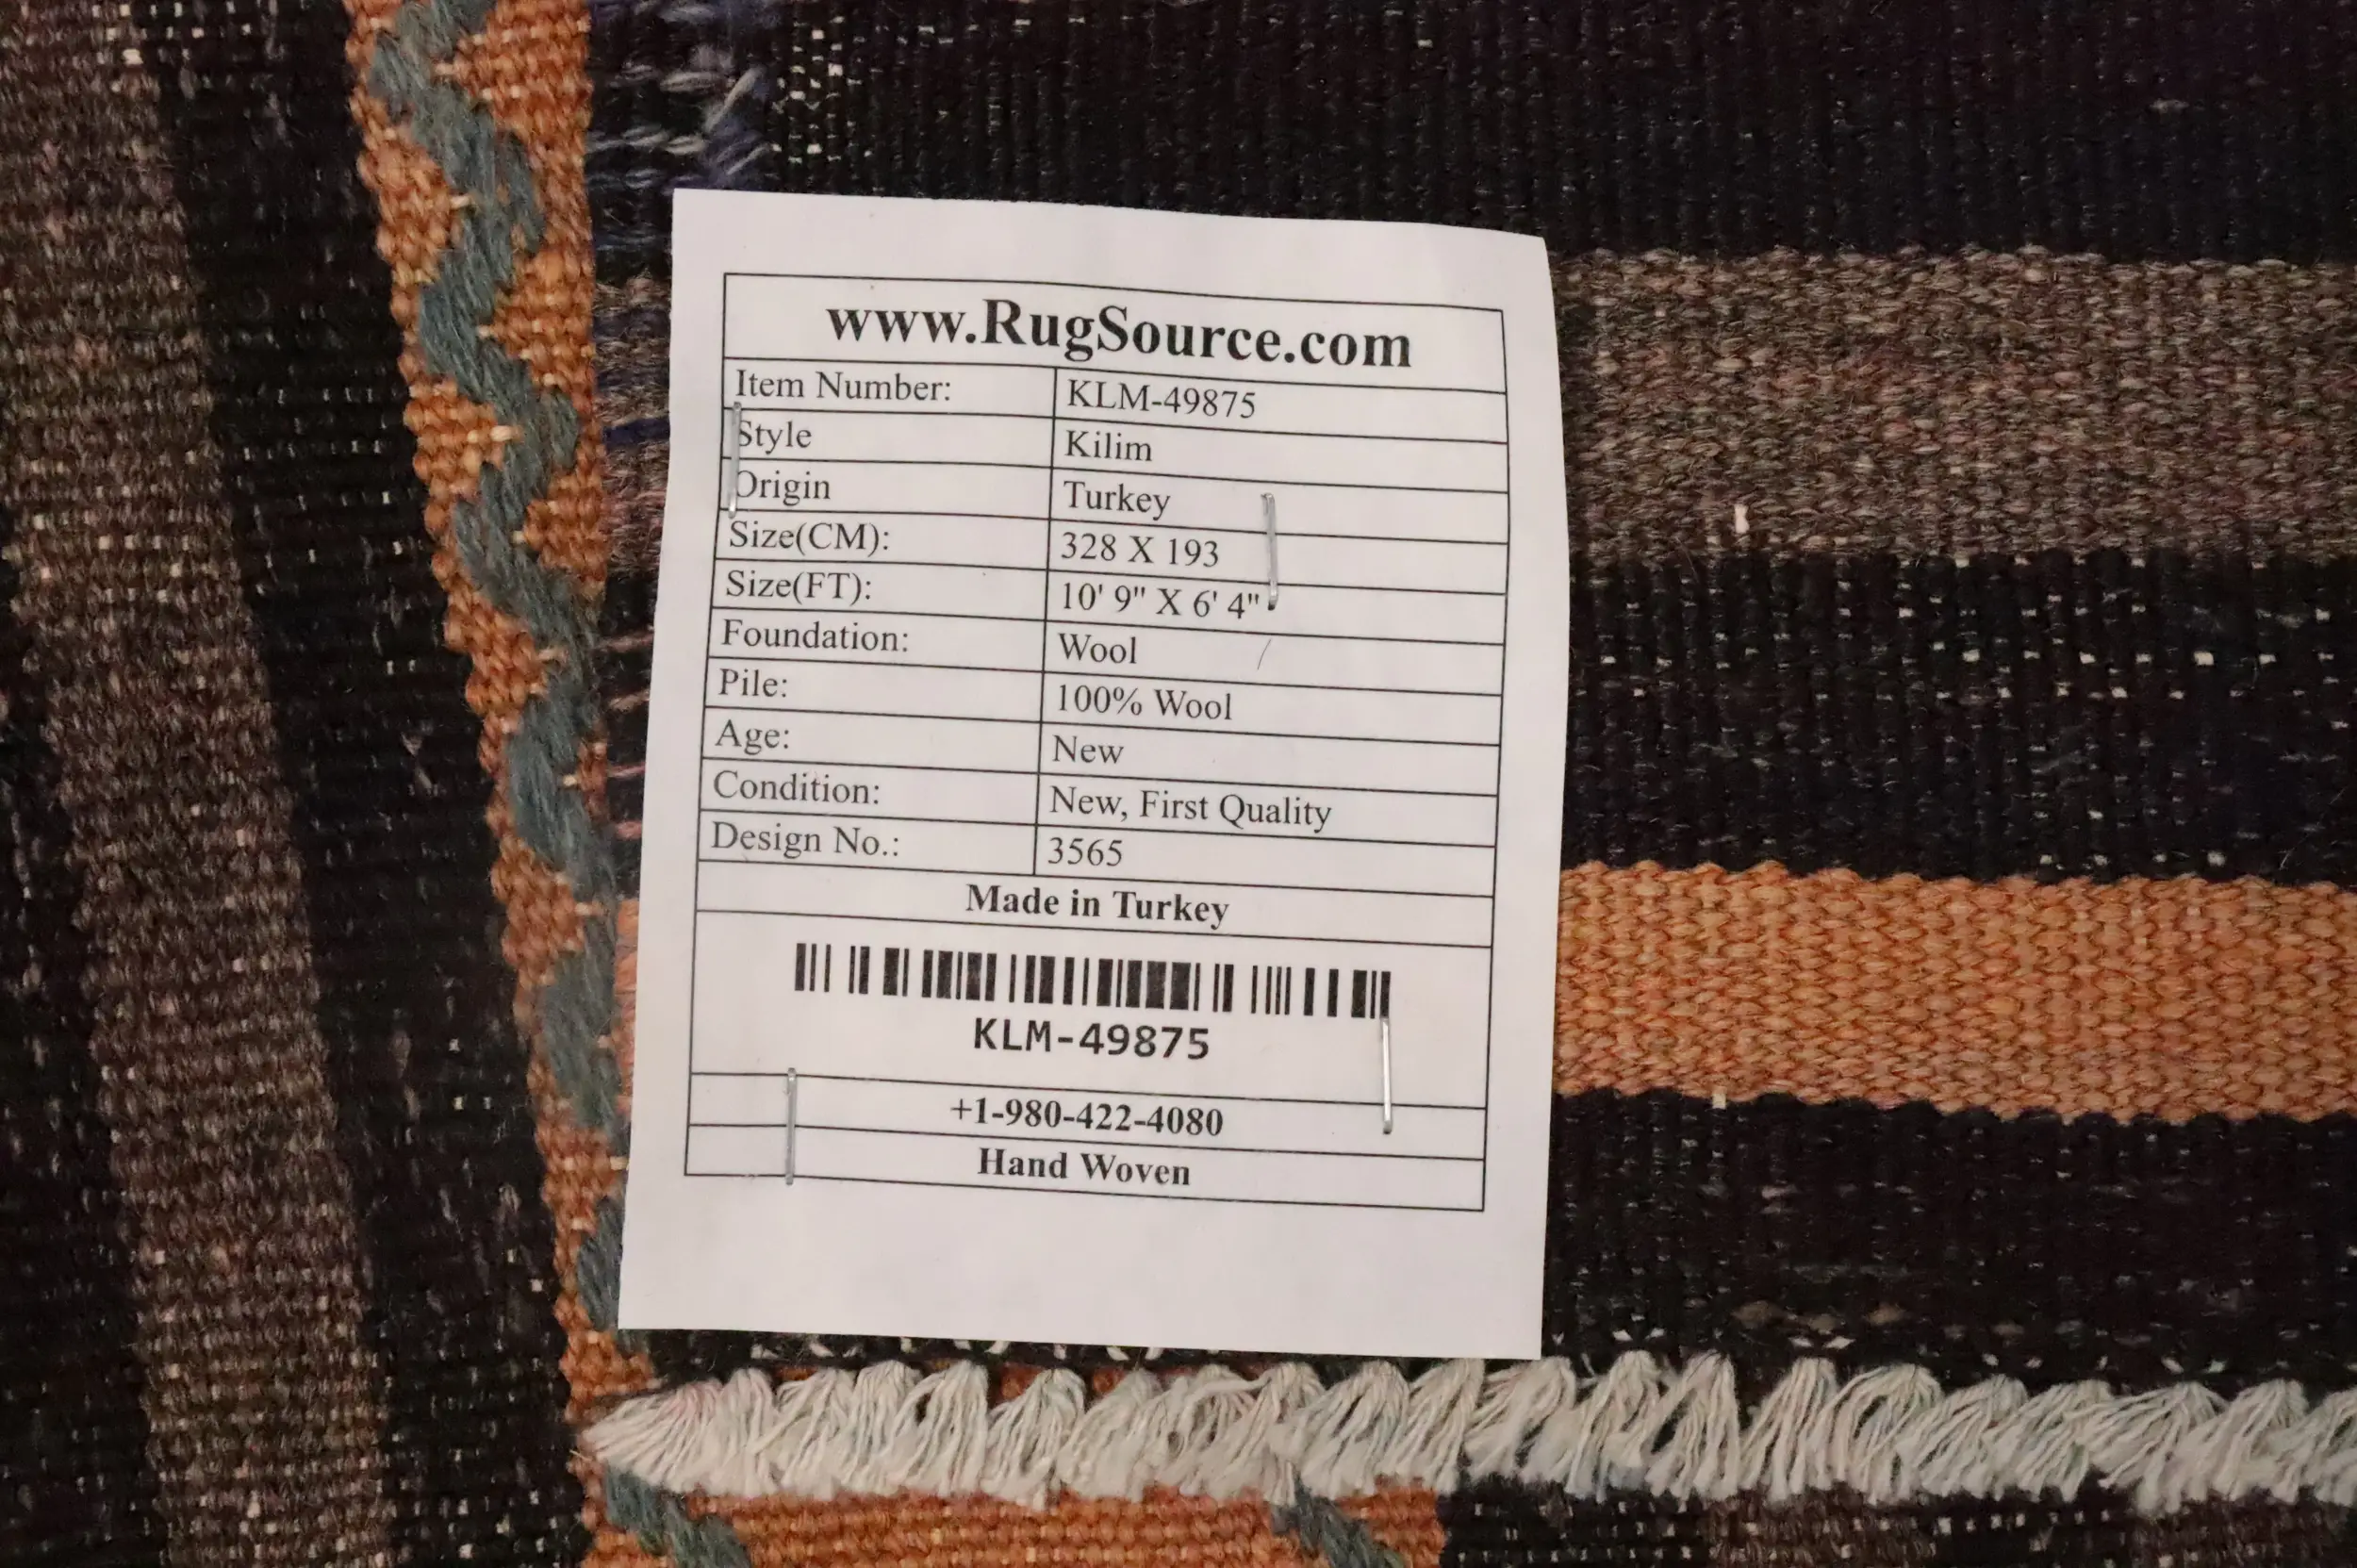 www.RugSource.com
Item Number: KLM-49875
Style Kilim
Origin Turkey
Size(CM): 328 X 193
Size(FT): 10' 9" X 6' 4"
Foundation: Wool
Pile: 100% Wool
Age: New
Condition: New, First Quality
Design No.: 3565
Made in Turkey
KLM-49875
+1-980-422-4080
Hand Woven